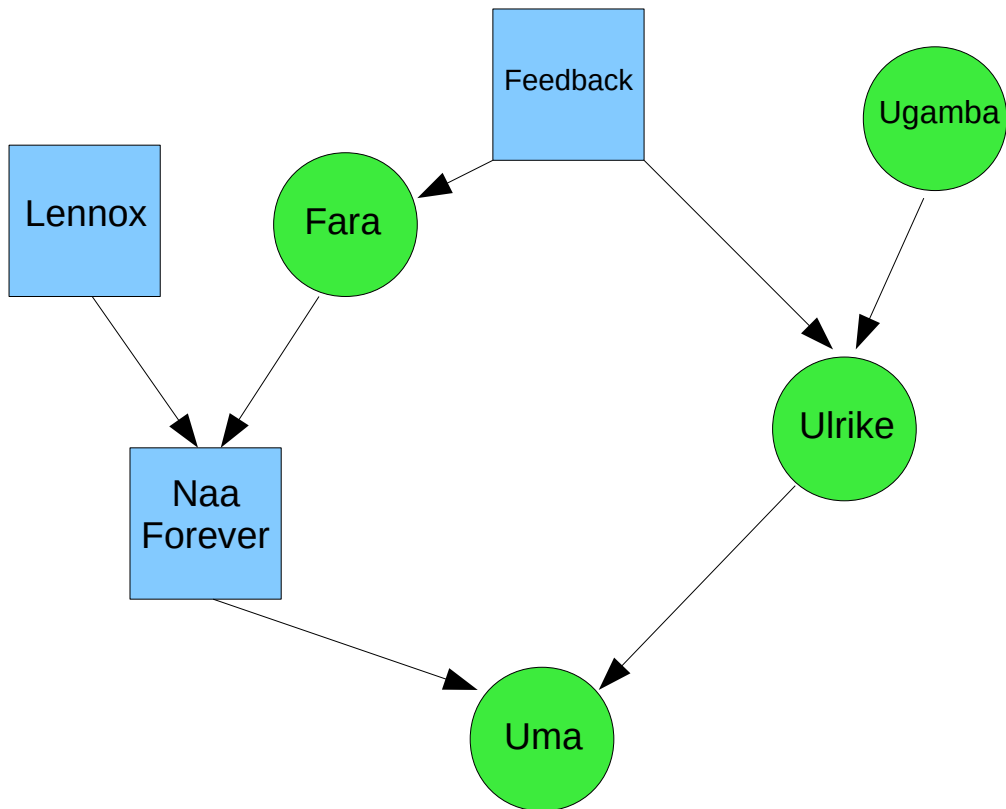 Feedback
Ugamba
Lennox
Fara
Ulrike
Naa
Forever
Uma